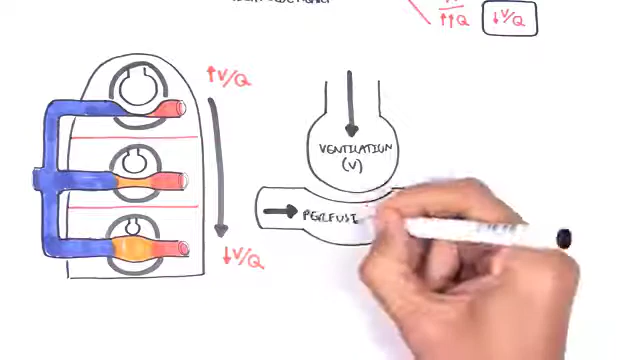 ↑↑Q
↓V/Q
↑V/Q
VENTILATION
(V)
PERFUSI
↓V/Q